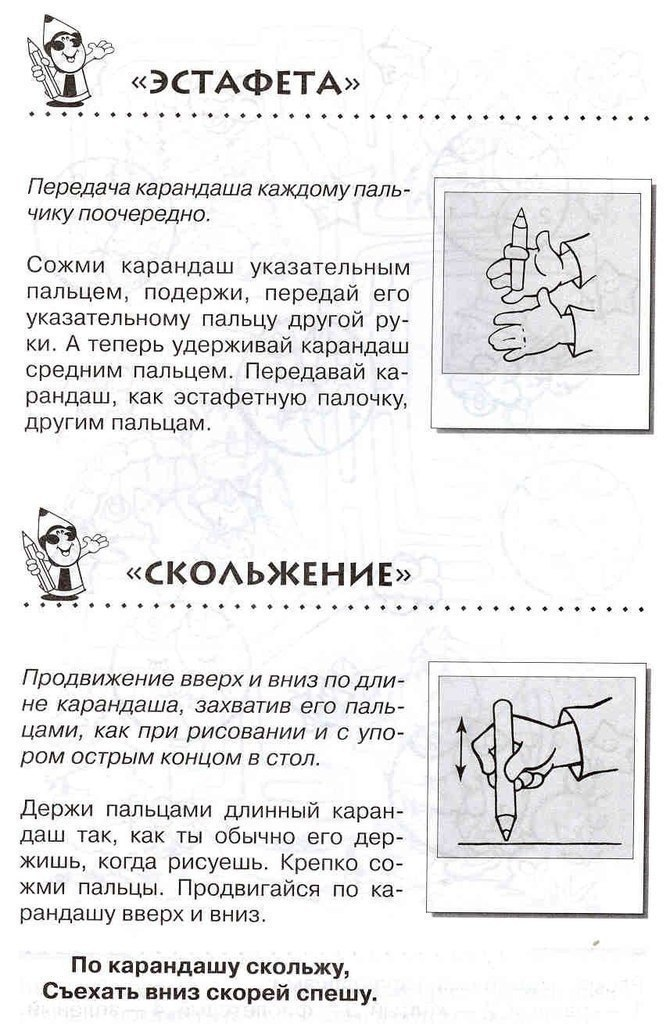 «ЭСТАФЕТА»
Передача карандаша каждому паль-
чику поочередно.
Сожми карандаш указательным
пальцем, подержи, передай его
указательному пальцу другой ру-
ки. А теперь удерживай карандаш
средним пальцем. Передавай ка-
рандаш, как эстафетную палочку,
другим пальцам.
«СКОЛЬЖЕНИЕ»
Продвижение вверх и вниз по дли-
не карандаша, захватив его паль-
цами, как при рисовании и с упо-
ром острым концом в стол.
Держи пальцами длинный каран-
даш так, как ты обычно его дер-
жишь, когда рисуешь. Крепко со-
жми пальцы. Продвигайся по ка-
рандашу вверх и вниз.
По карандашу скольжу,
Съехать вниз скорей спешу.